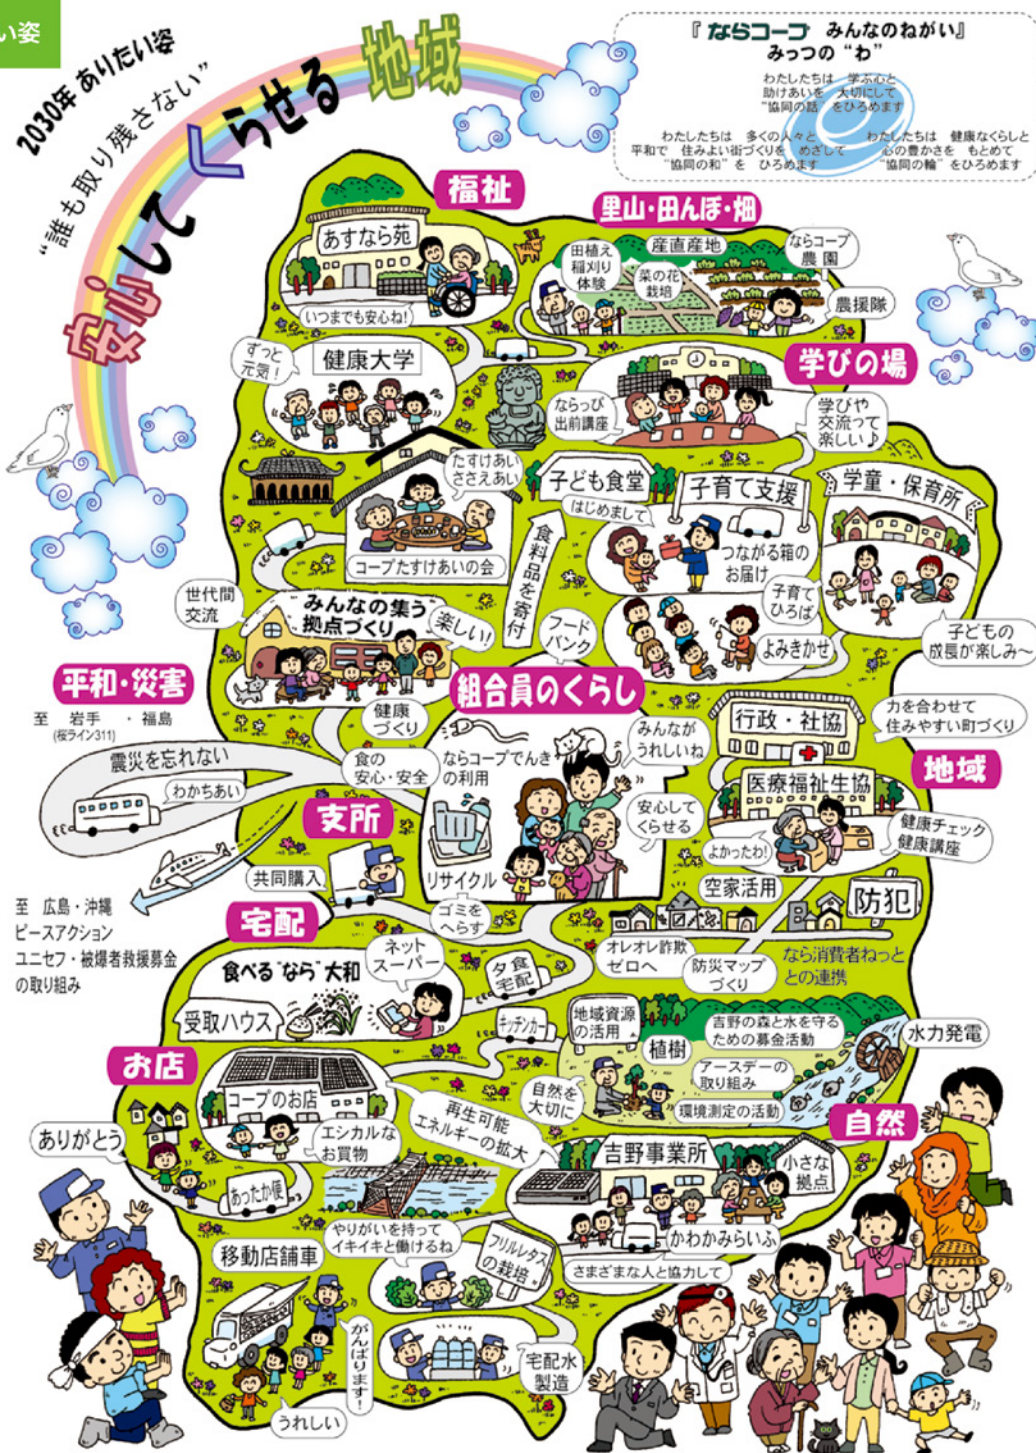 い姿
2030年 ありたい姿
“誰も取り残さない”
安心してくらせる 地域
『ならコープ みんなのねがい』
みっつの“わ”
わたしたちは 学ぶ心と
助けあいを 大切にして
“協同の話”をひろめます
わたしたちは 多くの人々と
平和で 住みよい街づくりを めざして
“協同の和”を ひろめます
わたしたちは 健康なくらしと
心の豊かさを もとめて
“協同の輪”をひろめます
福祉
あすなら苑
いつまでも安心ね!
里山・田んぼ・畑
田植え
稲刈り
体験
産直産地
菜の花
栽培
ならコープ
農園
農援隊
ずっと
元気!
健康大学
学びの場
ならっぴ
出前講座
学びや
交流って
楽しい♪
たすけあい
ささえあい
コープたすけあいの会
子ども食堂
食料品を寄付
フード
バンク
子育て支援
はじめまして
つながる箱の
お届け
子育て
ひろば
よみきかせ
学童・保育所
子どもの
成長が楽しみ〜
世代間
交流
みんなの集う
拠点づくり
楽しい!
健康
づくり
平和・災害
至 岩手 ・福島
(桜ライン311)
震災を忘れない
わかちあい
食の
安心・安全
組合員のくらし
ならコープでんき
の利用
みんなが
うれしいね
安心して
くらせる
リサイクル
ゴミを
へらす
行政・社協
力を合わせて
住みやすい町づくり
地域
医療福祉生協
よかったわ!
健康チェック
健康講座
支所
共同購入
至 広島・沖縄
ピースアクション
ユニセフ・被爆者救援募金
の取り組み
空家活用
防犯
オレオレ詐欺
ゼロへ
防災マップ
づくり
なら消費者ねっと
との連携
宅配
食べる“なら”大和
ネット
スーパー
受取ハウス
夕食
宅配
キッチンカー
地域資源
の活用
植樹
吉野の森と水を守る
ための募金活動
アースデーの
取り組み
環境測定の活動
水力発電
自然を
大切に
自然
お店
コープのお店
エシカルな
お買物
再生可能
エネルギーの拡大
ありがとう
あったか便
吉野事業所
小さな
拠点
かわかみらいふ
さまざまな人と協力して
やりがいを持って
イキイキと働けるね
フリルレタス
の栽培
移動店舗車
がんばります!
うれしい
宅配水
製造